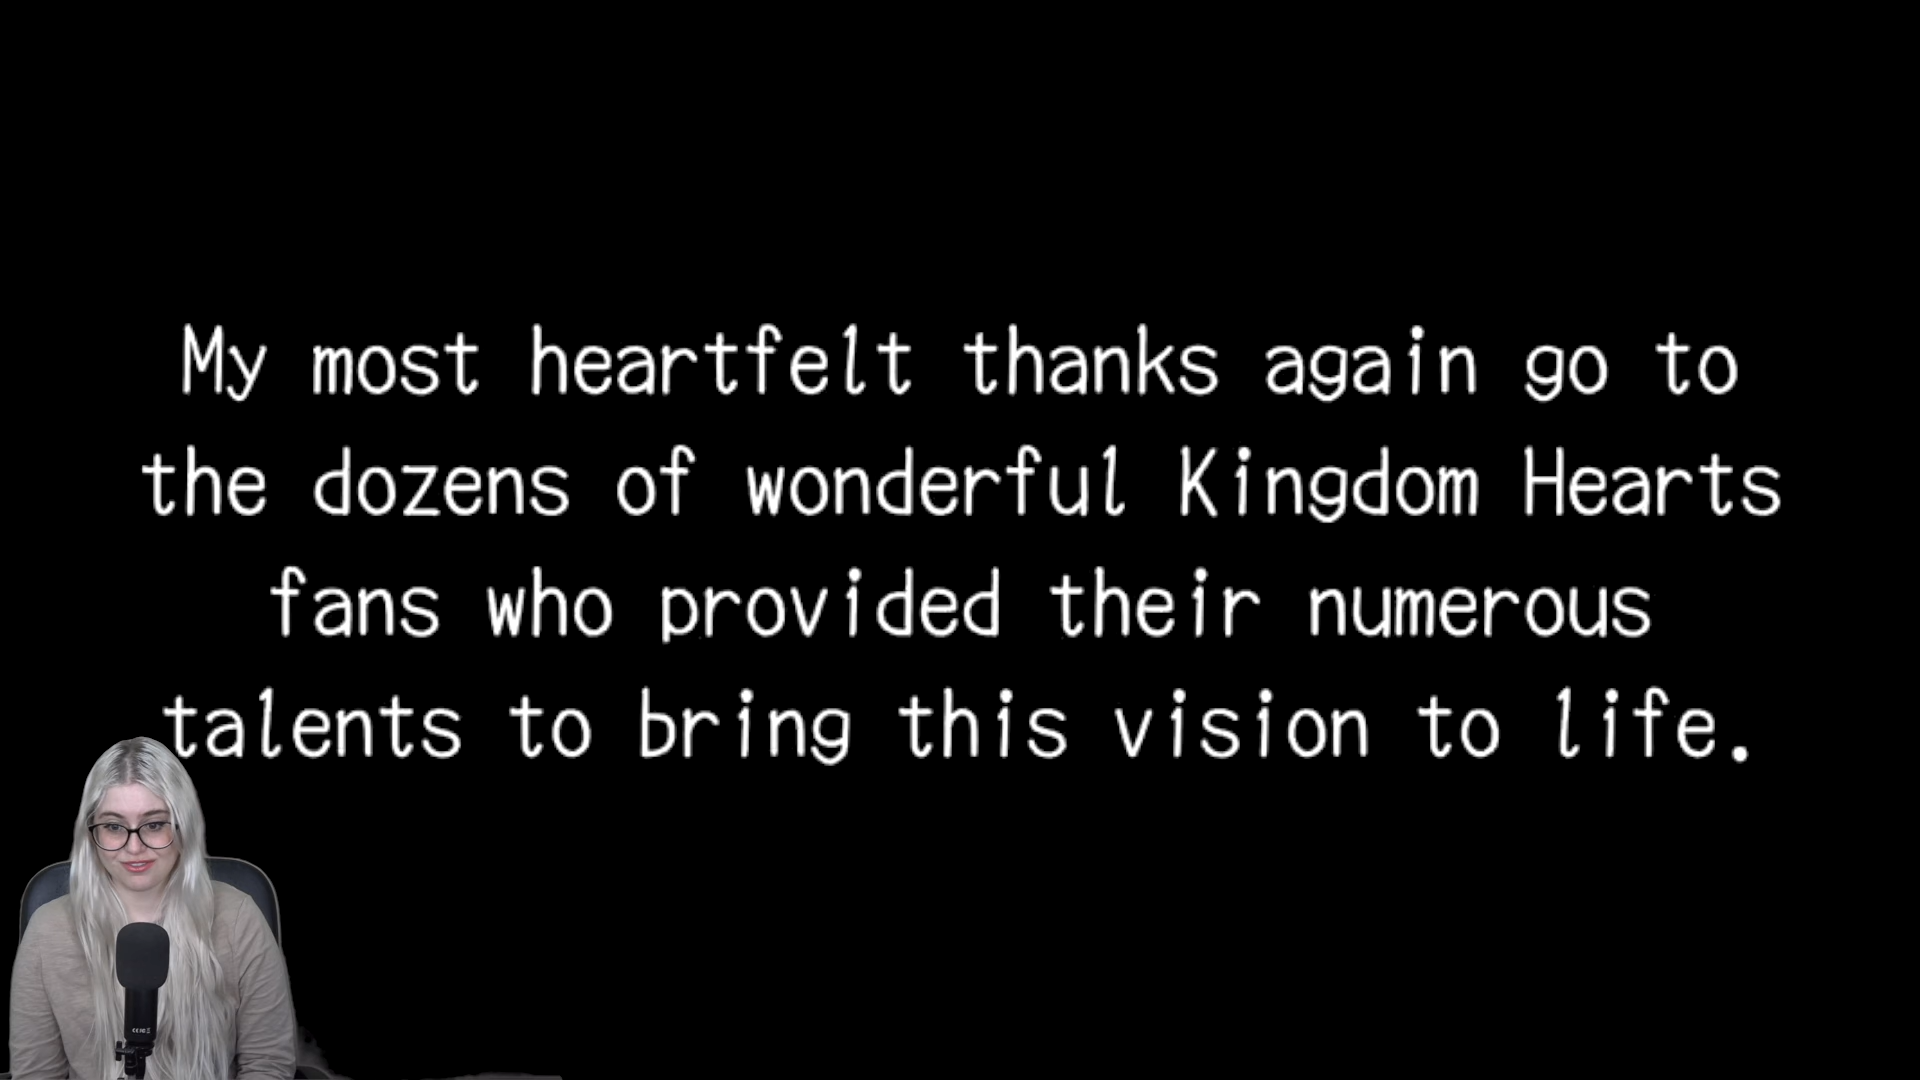 My most heartfelt thanks again go to
the dozens of wonderful Kingdom Hearts
fans who provided their numerous
talents to bring this vision to life.